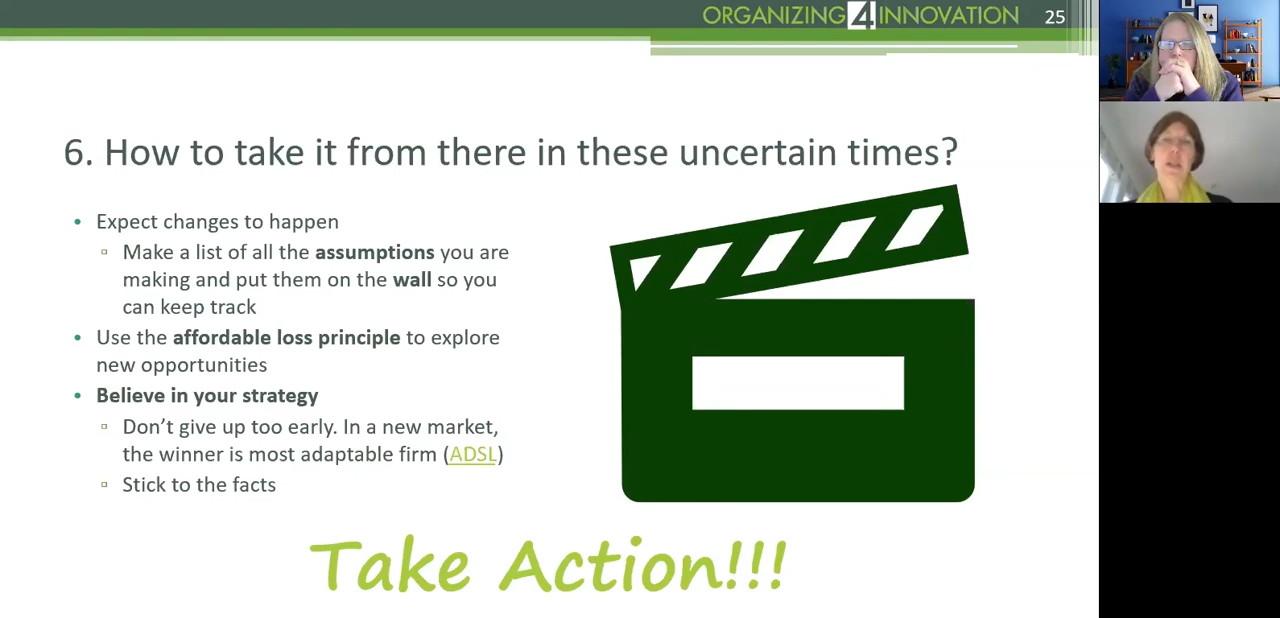 ORGANIZING 4 INNOVATION 25
6. How to take it from there in these uncertain times?
• Expect changes to happen
▫ Make a list of all the assumptions you are
making and put them on the wall so you
can keep track
• Use the affordable loss principle to explore
new opportunities
• Believe in your strategy
▫ Don’t give up too early. In a new market,
the winner is most adaptable firm (ADSL)
▫ Stick to the facts
Take Action!!!